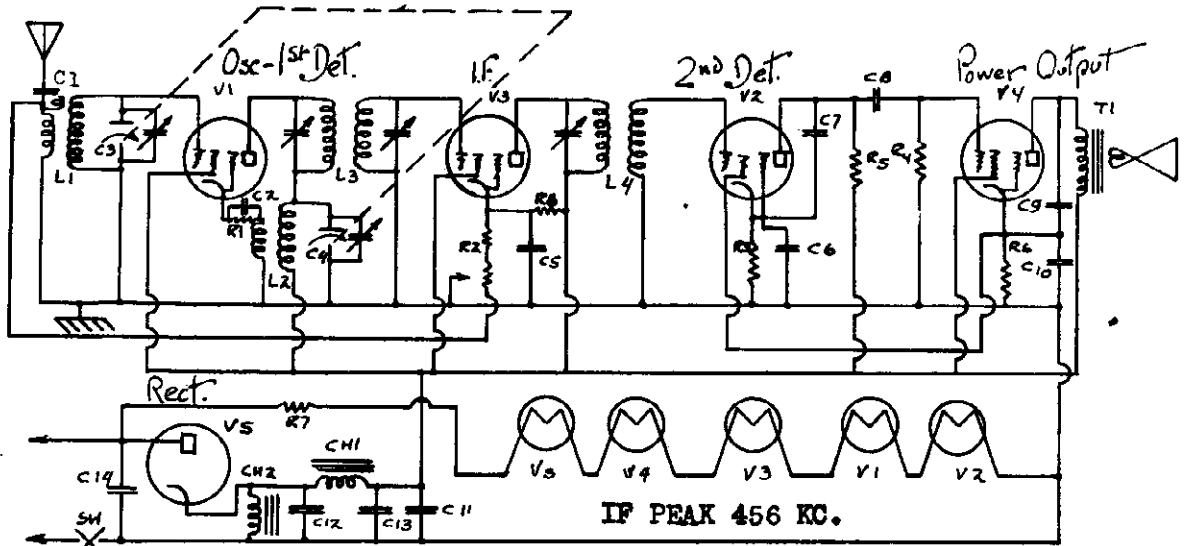 Osc-1st Det.
I.F.
2nd Det.
Power Output
C1
V1
V3
V2
C8
V4
T1
C3
C7
L1
L3
L4
R5
R4
C2
R1
C4
R8
R2
C5
C6
C9
R6
C10
L2
Rect.
V5
R7
CH1
CH2
C14
C12
C13
C11
SW
V5
V4
V3
V1
V2
IF PEAK 456 KC.